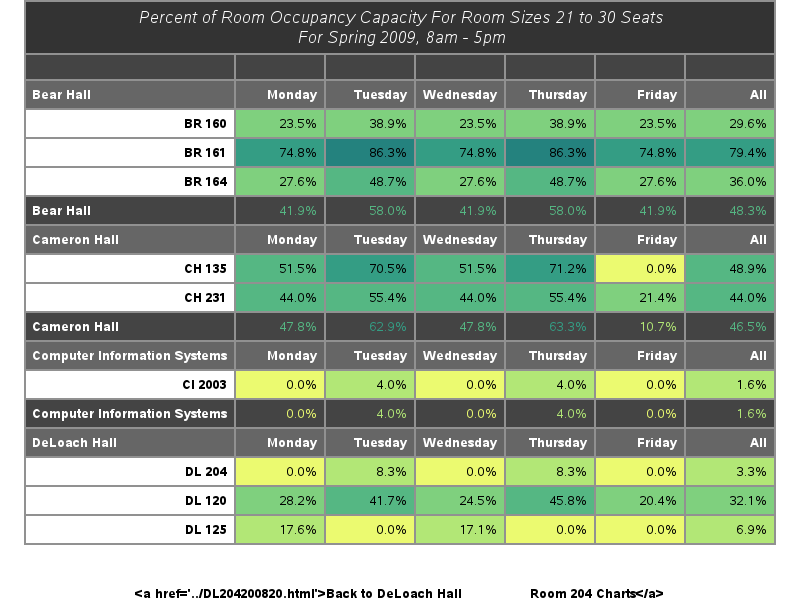 Percent of Room Occupancy Capacity For Room Sizes 21 to 30 Seats
For Spring 2009, 8am - 5pm
Bear Hall Monday Tuesday Wednesday Thursday Friday All
BR 160 23.5% 38.9% 23.5% 38.9% 23.5% 29.6%
BR 161 74.8% 86.3% 74.8% 86.3% 74.8% 79.4%
BR 164 27.6% 48.7% 27.6% 48.7% 27.6% 36.0%
Bear Hall 41.9% 58.0% 41.9% 58.0% 41.9% 48.3%
Cameron Hall Monday Tuesday Wednesday Thursday Friday All
CH 135 51.5% 70.5% 51.5% 71.2% 0.0% 48.9%
CH 231 44.0% 55.4% 44.0% 55.4% 21.4% 44.0%
Cameron Hall 47.8% 62.9% 47.8% 63.3% 10.7% 46.5%
Computer Information Systems Monday Tuesday Wednesday Thursday Friday All
CI 2003 0.0% 4.0% 0.0% 4.0% 0.0% 1.6%
Computer Information Systems 0.0% 4.0% 0.0% 4.0% 0.0% 1.6%
DeLoach Hall Monday Tuesday Wednesday Thursday Friday All
DL 204 0.0% 8.3% 0.0% 8.3% 0.0% 3.3%
DL 120 28.2% 41.7% 24.5% 45.8% 20.4% 32.1%
DL 125 17.6% 0.0% 17.1% 0.0% 0.0% 6.9%
<a href='../DL204200820.html'>Back to DeLoach Hall Room 204 Charts</a>